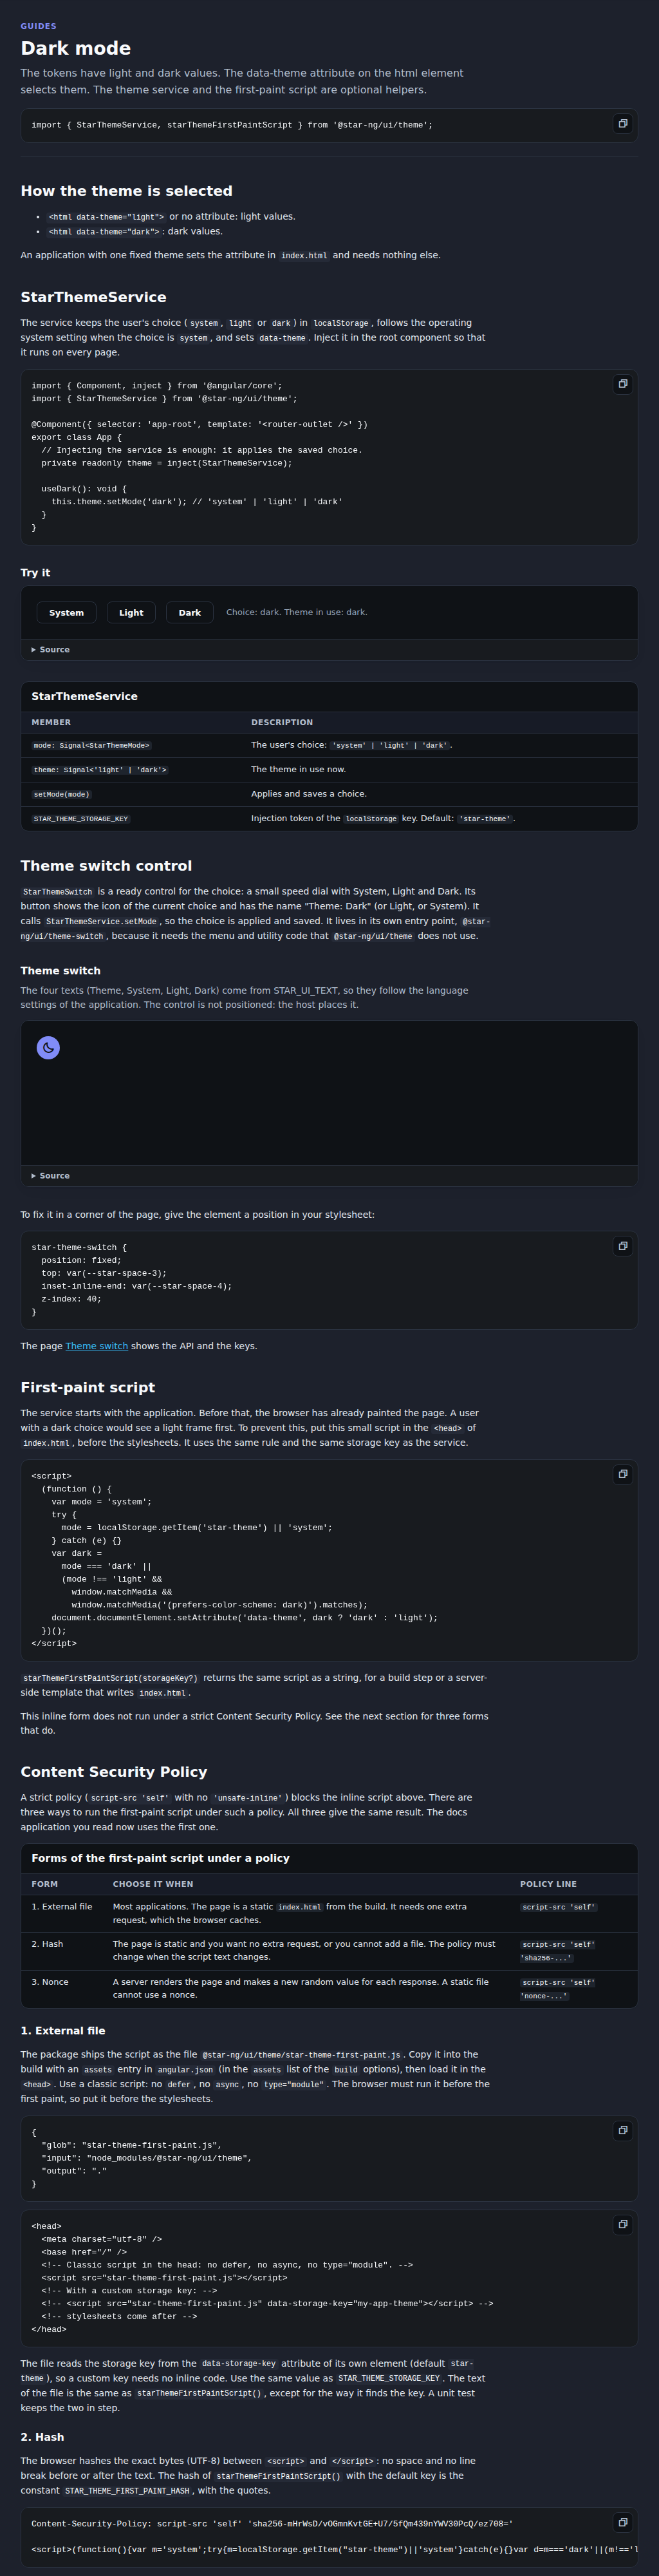 GUIDES
Dark mode
The tokens have light and dark values. The data-theme attribute on the html element
selects them. The theme service and the first-paint script are optional helpers.
import { StarThemeService, starThemeFirstPaintScript } from '@star-ng/ui/theme';
How the theme is selected
• <html data-theme="light"> or no attribute: light values.
• <html data-theme="dark">: dark values.
An application with one fixed theme sets the attribute in index.html and needs nothing else.
StarThemeService
The service keeps the user's choice (system, light or dark) in localStorage, follows the operating
system setting when the choice is system, and sets data-theme. Inject it in the root component so that
it runs on every page.
import { Component, inject } from '@angular/core';
import { StarThemeService } from '@star-ng/ui/theme';
@Component({ selector: 'app-root', template: '<router-outlet />' })
export class App {
  // Injecting the service is enough: it applies the saved choice.
  private readonly theme = inject(StarThemeService);
  useDark(): void {
    this.theme.setMode('dark'); // 'system' | 'light' | 'dark'
  }
}
Try it
System Light Dark Choice: dark. Theme in use: dark.
Source
StarThemeService
MEMBER DESCRIPTION
mode: Signal<StarThemeMode> The user's choice: 'system' | 'light' | 'dark'.
theme: Signal<'light' | 'dark'> The theme in use now.
setMode(mode) Applies and saves a choice.
STAR_THEME_STORAGE_KEY Injection token of the localStorage key. Default: 'star-theme'.
Theme switch control
StarThemeSwitch is a ready control for the choice: a small speed dial with System, Light and Dark. Its
button shows the icon of the current choice and has the name "Theme: Dark" (or Light, or System). It
calls StarThemeService.setMode, so the choice is applied and saved. It lives in its own entry point, @star-
ng/ui/theme-switch, because it needs the menu and utility code that @star-ng/ui/theme does not use.
Theme switch
The four texts (Theme, System, Light, Dark) come from STAR_UI_TEXT, so they follow the language
settings of the application. The control is not positioned: the host places it.
Source
To fix it in a corner of the page, give the element a position in your stylesheet:
star-theme-switch {
  position: fixed;
  top: var(--star-space-3);
  inset-inline-end: var(--star-space-4);
  z-index: 40;
}
The page Theme switch shows the API and the keys.
First-paint script
The service starts with the application. Before that, the browser has already painted the page. A user
with a dark choice would see a light frame first. To prevent this, put this small script in the <head> of
index.html, before the stylesheets. It uses the same rule and the same storage key as the service.
<script>
  (function () {
    var mode = 'system';
    try {
      mode = localStorage.getItem('star-theme') || 'system';
    } catch (e) {}
    var dark =
      mode === 'dark' ||
      (mode !== 'light' &&
        window.matchMedia &&
        window.matchMedia('(prefers-color-scheme: dark)').matches);
    document.documentElement.setAttribute('data-theme', dark ? 'dark' : 'light');
  })();
</script>
starThemeFirstPaintScript(storageKey?) returns the same script as a string, for a build step or a server-
side template that writes index.html.
This inline form does not run under a strict Content Security Policy. See the next section for three forms
that do.
Content Security Policy
A strict policy (script-src 'self' with no 'unsafe-inline') blocks the inline script above. There are
three ways to run the first-paint script under such a policy. All three give the same result. The docs
application you read now uses the first one.
Forms of the first-paint script under a policy
FORM CHOOSE IT WHEN POLICY LINE
1. External file Most applications. The page is a static index.html from the build. It needs one extra script-src 'self'
request, which the browser caches.
2. Hash The page is static and you want no extra request, or you cannot add a file. The policy must script-src 'self'
change when the script text changes. 'sha256-...'
3. Nonce A server renders the page and makes a new random value for each response. A static file script-src 'self'
cannot use a nonce. 'nonce-...'
1. External file
The package ships the script as the file @star-ng/ui/theme/star-theme-first-paint.js. Copy it into the
build with an assets entry in angular.json (in the assets list of the build options), then load it in the
<head>. Use a classic script: no defer, no async, no type="module". The browser must run it before the
first paint, so put it before the stylesheets.
{
  "glob": "star-theme-first-paint.js",
  "input": "node_modules/@star-ng/ui/theme",
  "output": "."
}
<head>
  <meta charset="utf-8" />
  <base href="/" />
  <!-- Classic script in the head: no defer, no async, no type="module". -->
  <script src="star-theme-first-paint.js"></script>
  <!-- With a custom storage key: -->
  <!-- <script src="star-theme-first-paint.js" data-storage-key="my-app-theme"></script> -->
  <!-- stylesheets come after -->
</head>
The file reads the storage key from the data-storage-key attribute of its own element (default star-
theme), so a custom key needs no inline code. Use the same value as STAR_THEME_STORAGE_KEY. The text
of the file is the same as starThemeFirstPaintScript(), except for the way it finds the key. A unit test
keeps the two in step.
2. Hash
The browser hashes the exact bytes (UTF-8) between <script> and </script>: no space and no line
break before or after the text. The hash of starThemeFirstPaintScript() with the default key is the
constant STAR_THEME_FIRST_PAINT_HASH, with the quotes.
Content-Security-Policy: script-src 'self' 'sha256-mHrWsD/vOGmnKvtGE+U7/5fQm439nYWV30PcQ/ez708='
<script>(function(){var m='system';try{m=localStorage.getItem("star-theme")||'system'}catch(e){}var d=m==='dark'||(m!=='l